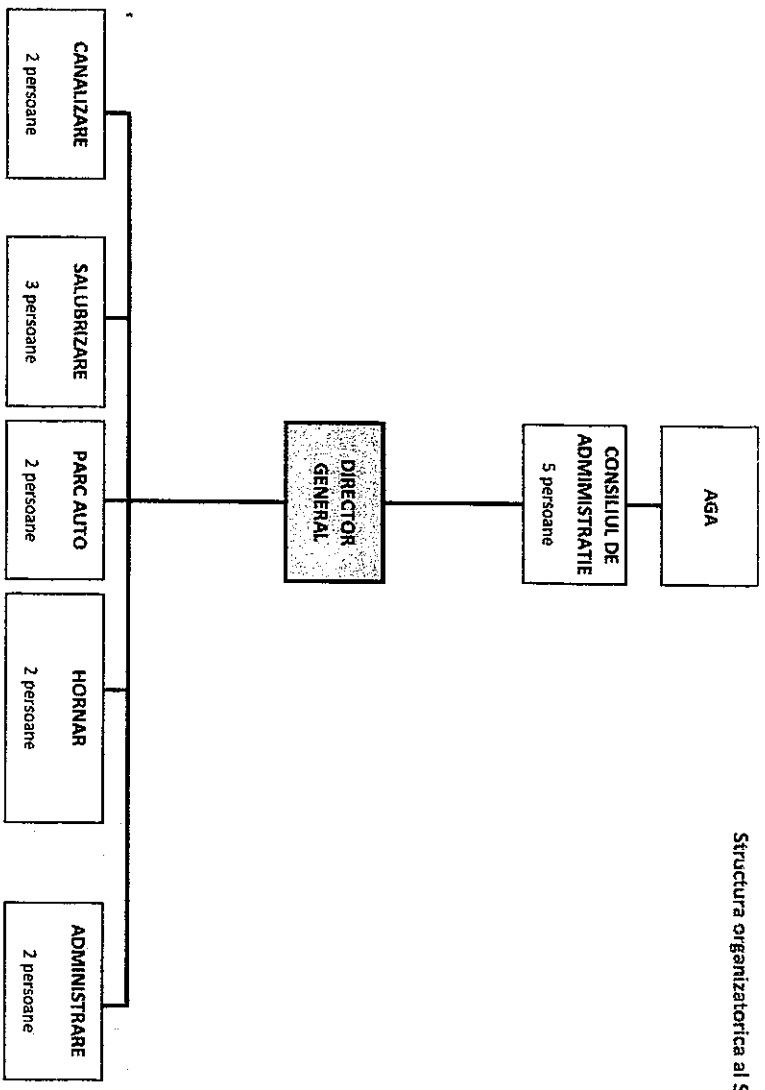 Structura organizatorica al S
AGA
CONSILIUL DE
ADMIMISTRATIE
5 persoane
DIRECTOR
GENERAL
CANALIZARE
2 persoane
SALUBRIZARE
3 persoane
PARC AUTO
2 persoane
HORNAR
2 persoane
ADMINISTRARE
2 persoane